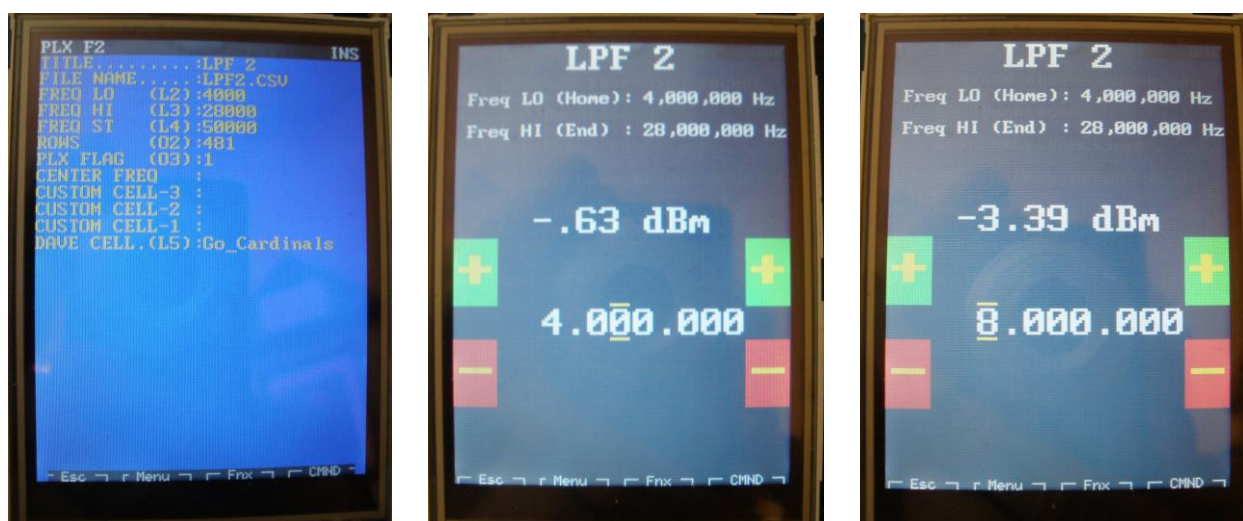 PLX F2 INS
TITLE.........:LPF 2
FILE NAME.....:LPF2.CSV
FREQ LO (L2):4000
FREQ HI (L3):28000
FREQ ST (L4):50000
ROWS (O2):481
PLX FLAG (O3):1
CENTER FREQ :
CUSTOM CELL-3 :
CUSTOM CELL-2 :
CUSTOM CELL-1 :
DAVE CELL.(L5):Go_Cardinals
Esc Menu Fnx CMND
LPF 2
Freq LO (Home): 4,000,000 Hz
Freq HI (End) : 28,000,000 Hz
-.63 dBm
+ +
4.000.000
- -
Esc Menu Fnx CMND
LPF 2
Freq LO (Home): 4,000,000 Hz
Freq HI (End) : 28,000,000 Hz
-3.39 dBm
+ +
8.000.000
- -
Esc Menu Fnx CMND